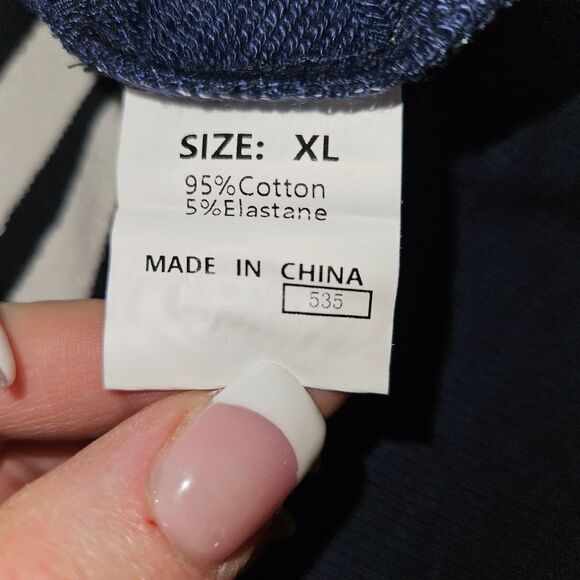 SIZE: XL
95%Cotton
5%Elastane
MADE IN CHINA
535